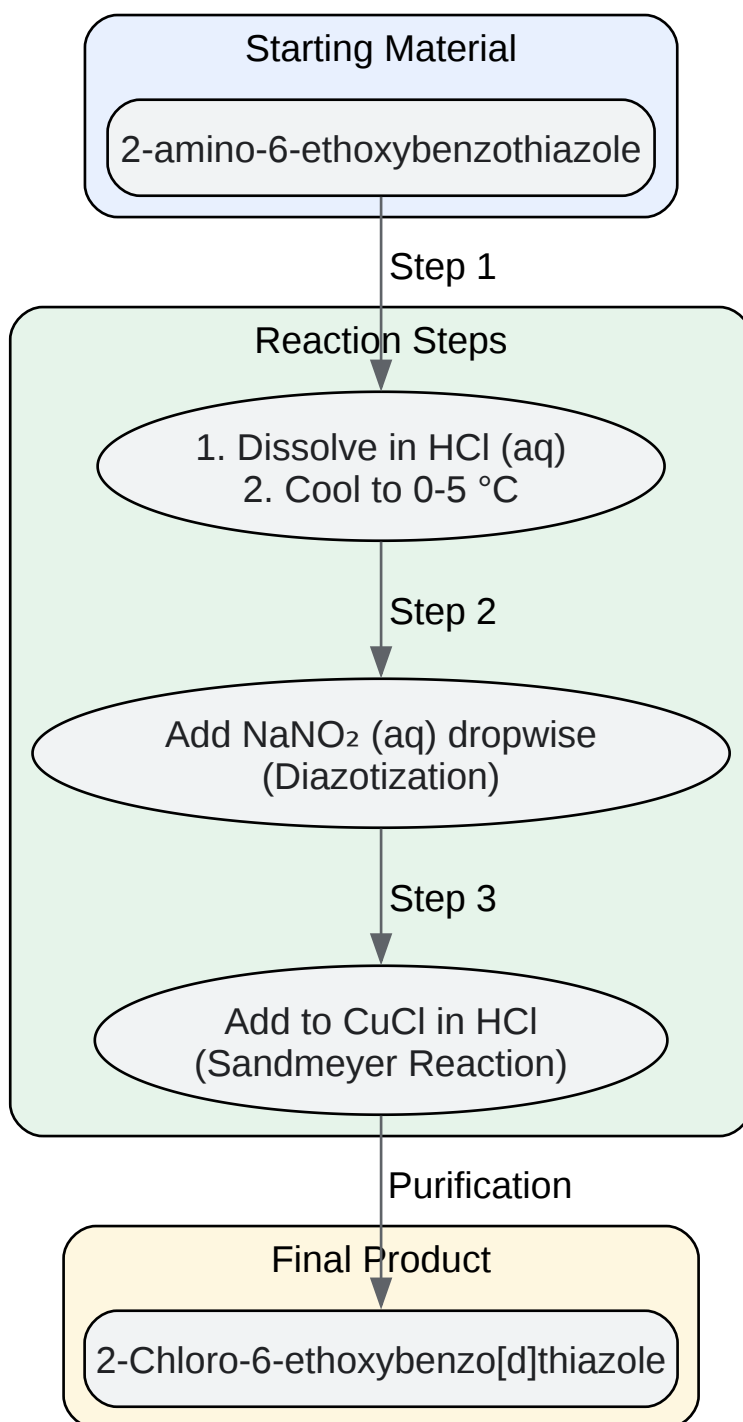 Starting Material
2-amino-6-ethoxybenzothiazole
Step 1
Reaction Steps
1. Dissolve in HCl (aq)
2. Cool to 0-5 °C
Step 2
Add NaNO₂ (aq) dropwise
(Diazotization)
Step 3
Add to CuCl in HCl
(Sandmeyer Reaction)
Purification
Final Product
2-Chloro-6-ethoxybenzo[d]thiazole